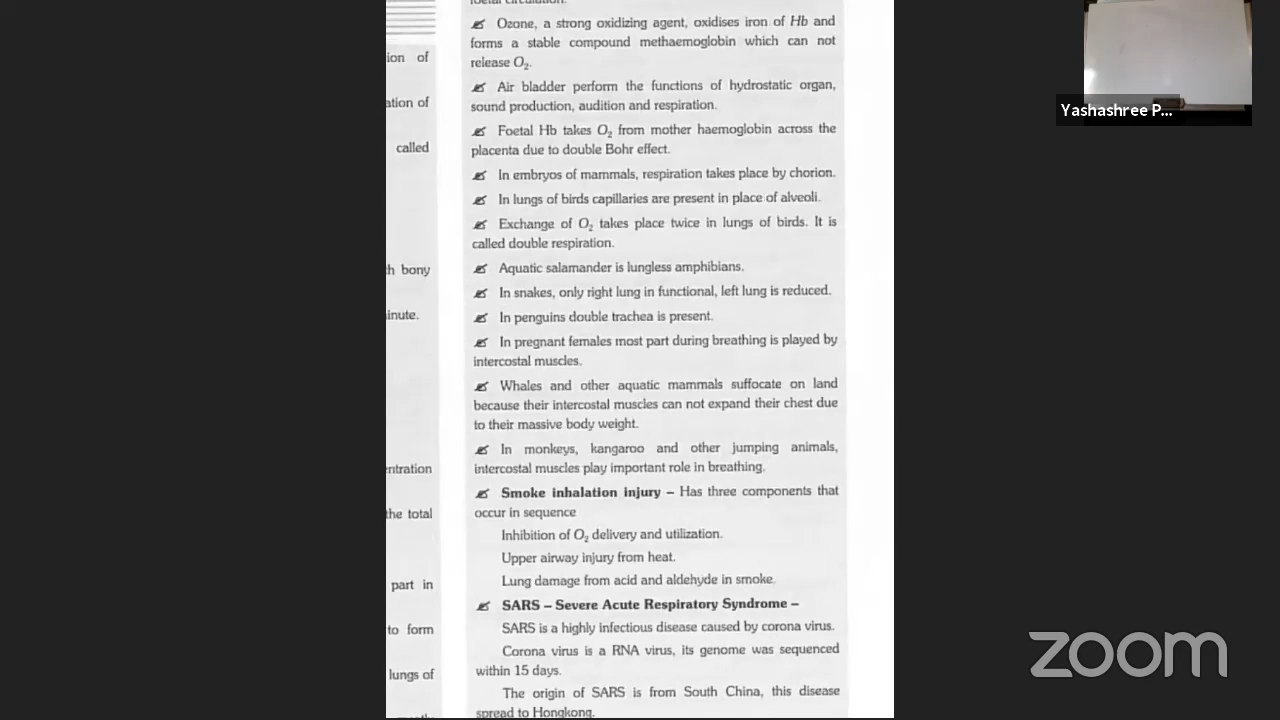 ion of
ation of
called
h bony
inute.
entration
the total
part in
to form
lungs of
foetal circulation.
Ozone, a strong oxidizing agent, oxidises iron of Hb and
forms a stable compound methaemoglobin which can not
release O₂.
Air bladder perform the functions of hydrostatic organ,
sound production, audition and respiration.
Foetal Hb takes O₂ from mother haemoglobin across the
placenta due to double Bohr effect.
In embryos of mammals, respiration takes place by chorion.
In lungs of birds capillaries are present in place of alveoli.
Exchange of O₂ takes place twice in lungs of birds. It is
called double respiration.
Aquatic salamander is lungless amphibians.
In snakes, only right lung in functional, left lung is reduced.
In penguins double trachea is present.
In pregnant females most part during breathing is played by
intercostal muscles.
Whales and other aquatic mammals suffocate on land
because their intercostal muscles can not expand their chest due
to their massive body weight.
In monkeys, kangaroo and other jumping animals,
intercostal muscles play important role in breathing.
Smoke inhalation injury – Has three components that
occur in sequence
Inhibition of O₂ delivery and utilization.
Upper airway injury from heat.
Lung damage from acid and aldehyde in smoke.
SARS – Severe Acute Respiratory Syndrome –
SARS is a highly infectious disease caused by corona virus.
Corona virus is a RNA virus, its genome was sequenced
within 15 days.
The origin of SARS is from South China, this disease
spread to Hongkong.
Yashashree P...
zoom